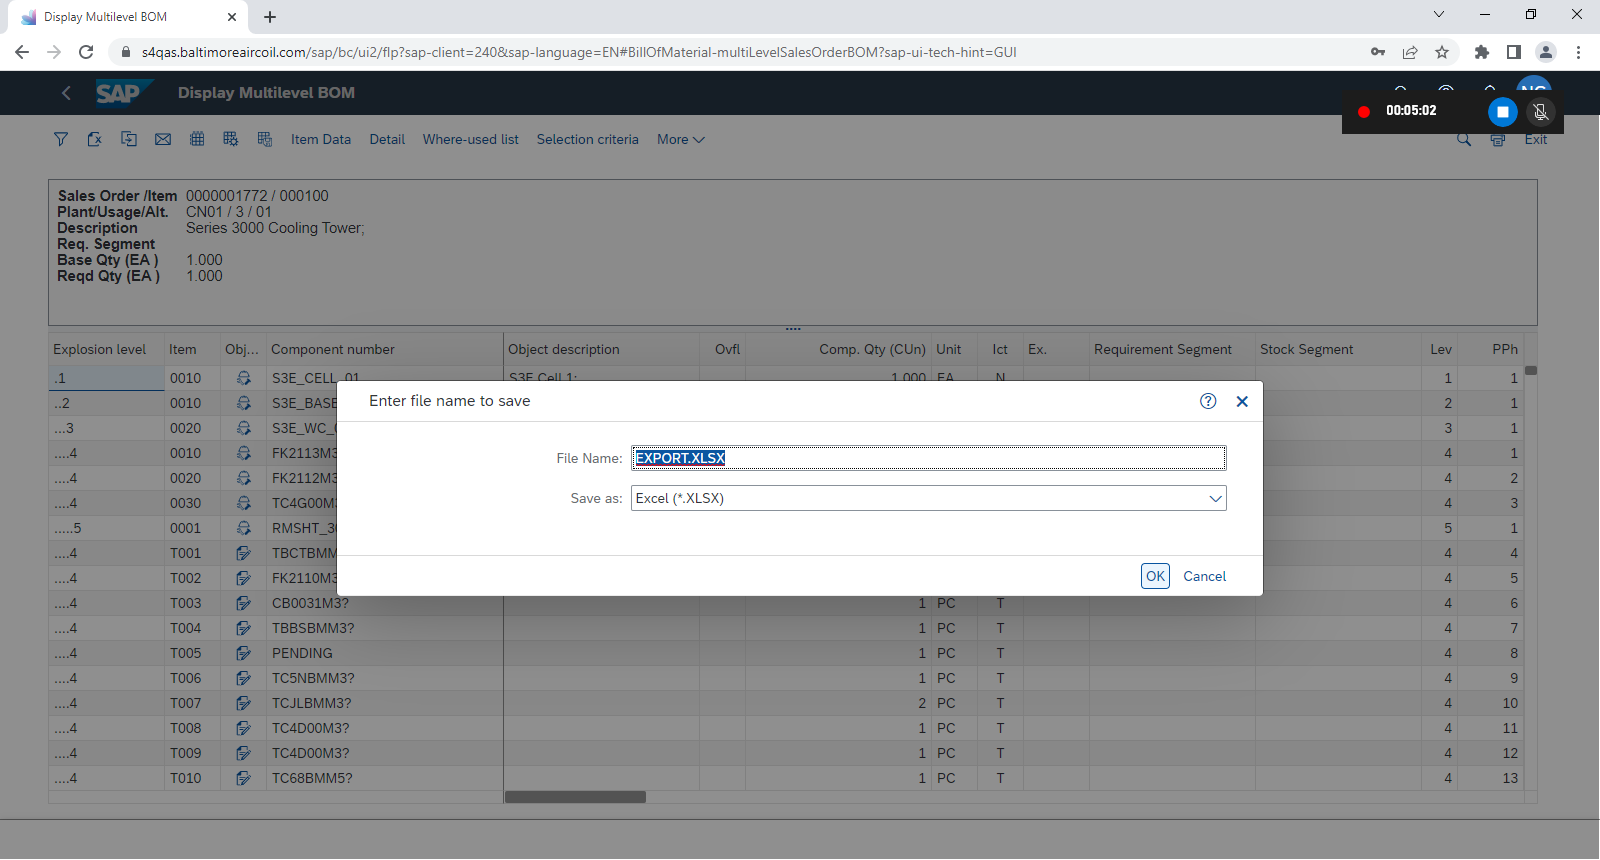 Display Multilevel BOM
s4qas.baltimoreaircoil.com/sap/bc/ui2/flp?sap-client=240&sap-language=EN#BillOfMaterial-multiLevelSalesOrderBOM?sap-ui-tech-hint=GUI
SAP Display Multilevel BOM
00:05:02
Item Data Detail Where-used list Selection criteria More Exit
Sales Order /Item 0000001772 / 000100
Plant/Usage/Alt. CN01 / 3 / 01
Description Series 3000 Cooling Tower;
Req. Segment
Base Qty (EA ) 1.000
Reqd Qty (EA ) 1.000
Explosion level Item Obj... Component number Object description Ovfl Comp. Qty (CUn) Unit Ict Ex. Requirement Segment Stock Segment Lev PPh
.1 0010 S3E_CELL_01 S3E Cell 1; 1.000 EA N 1 1
..2 0010 S3E_BASE 2 1
...3 0020 S3E_WC_ 3 1
....4 0010 FK2113M3 4 1
....4 0020 FK2112M3 4 2
....4 0030 TC4G00M 4 3
.....5 0001 RMSHT_3 5 1
....4 T001 TBCTBMM 4 4
....4 T002 FK2110M3 4 5
....4 T003 CB0031M3? 1 PC T 4 6
....4 T004 TBBSBMM3? 1 PC T 4 7
....4 T005 PENDING 1 PC T 4 8
....4 T006 TC5NBMM3? 1 PC T 4 9
....4 T007 TCJLBMM3? 2 PC T 4 10
....4 T008 TC4D00M3? 1 PC T 4 11
....4 T009 TC4D00M3? 1 PC T 4 12
....4 T010 TC68BMM5? 1 PC T 4 13
Enter file name to save
File Name: EXPORT.XLSX
Save as: Excel (*.XLSX)
OK Cancel